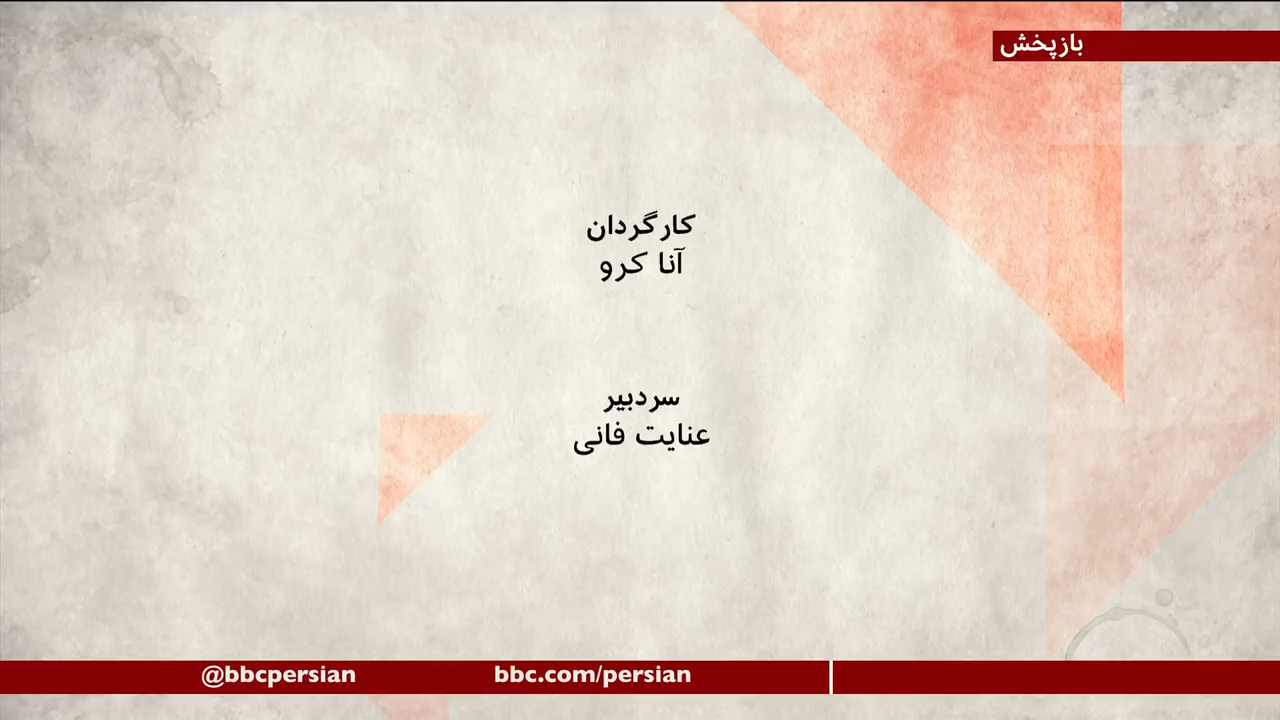 بازپخش
کارگردان
آنا کرو
سردبیر
عنایت فانی
@bbcpersian
bbc.com/persian